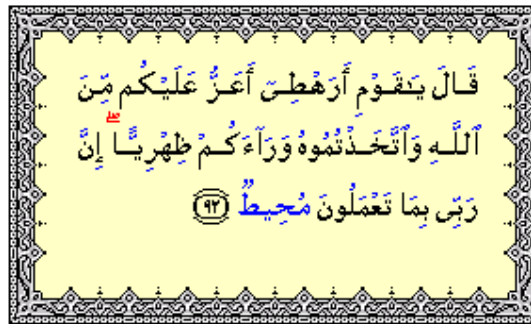 قَالَ يَـٰقَوْمِ أَرَهْطِىٓ أَعَزُّ عَلَيْكُم مِّنَ
ٱللَّهِ وَٱتَّخَذْتُمُوهُ وَرَآءَكُمْ ظِهْرِيًّا ۖ إِنَّ
رَبِّى بِمَا تَعْمَلُونَ مُحِيطٌ ﴿٩٢﴾